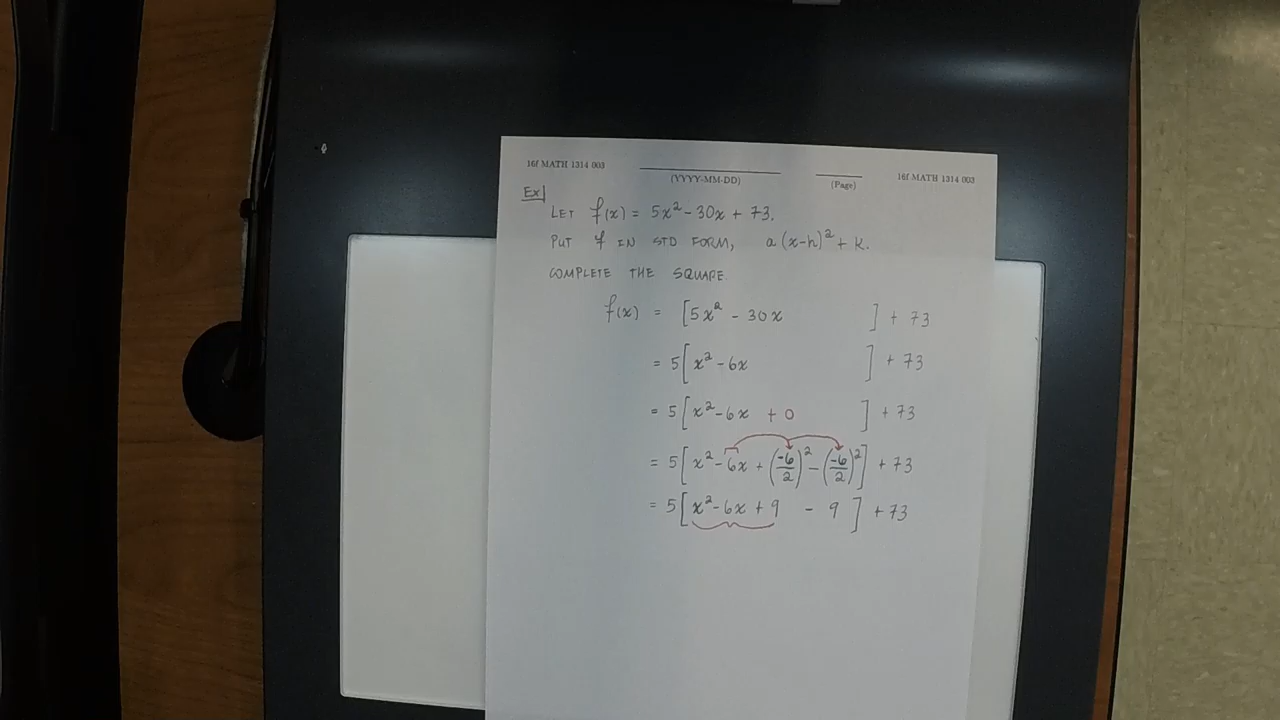 16f MATH 1314 003 (YYYY-MM-DD) (Page) 16f MATH 1314 003
Ex
LET f(x) = 5x² - 30x + 73.
PUT f IN STD FORM, a(x-h)² + k.
COMPLETE THE SQUARE
f(x) = [5x² - 30x ] + 73
= 5[x² - 6x ] + 73
= 5[x² - 6x + 0 ] + 73
= 5[x² - 6x + (-6/2)² - (-6/2)²] + 73
= 5[x² - 6x + 9 - 9 ] + 73